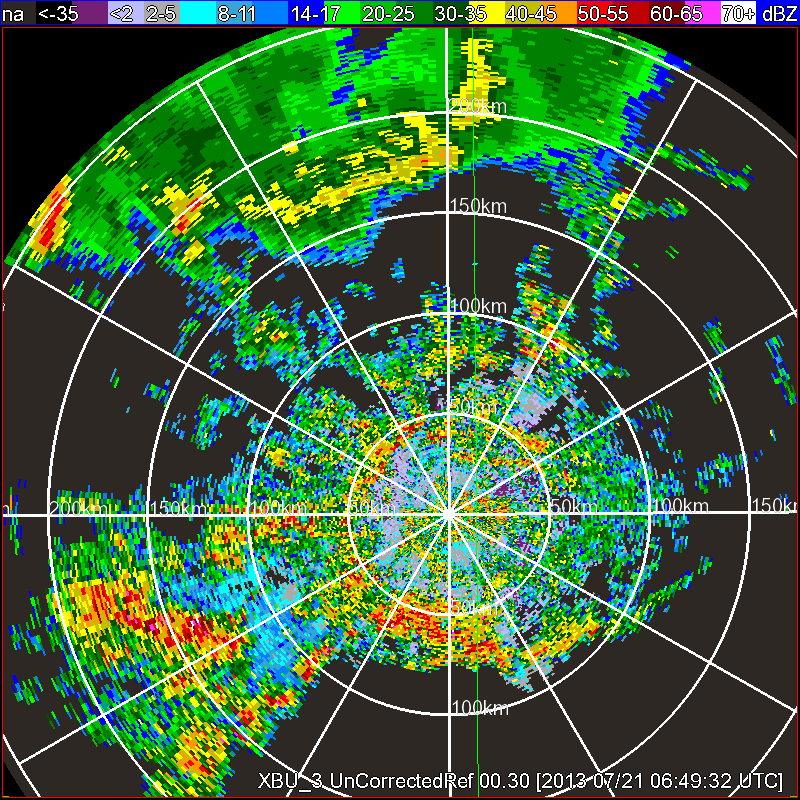 na <-35 <2 2-5 8-11 14-17 20-25 30-35 40-45 50-55 60-65 70+ dBZ
200km
150km
100km
50km
200km 150km 100km 50km 50km 100km 150k
50km
100km
XBU_3 UnCorrectedRef 00.30 [2013 07/21 06:49:32 UTC]